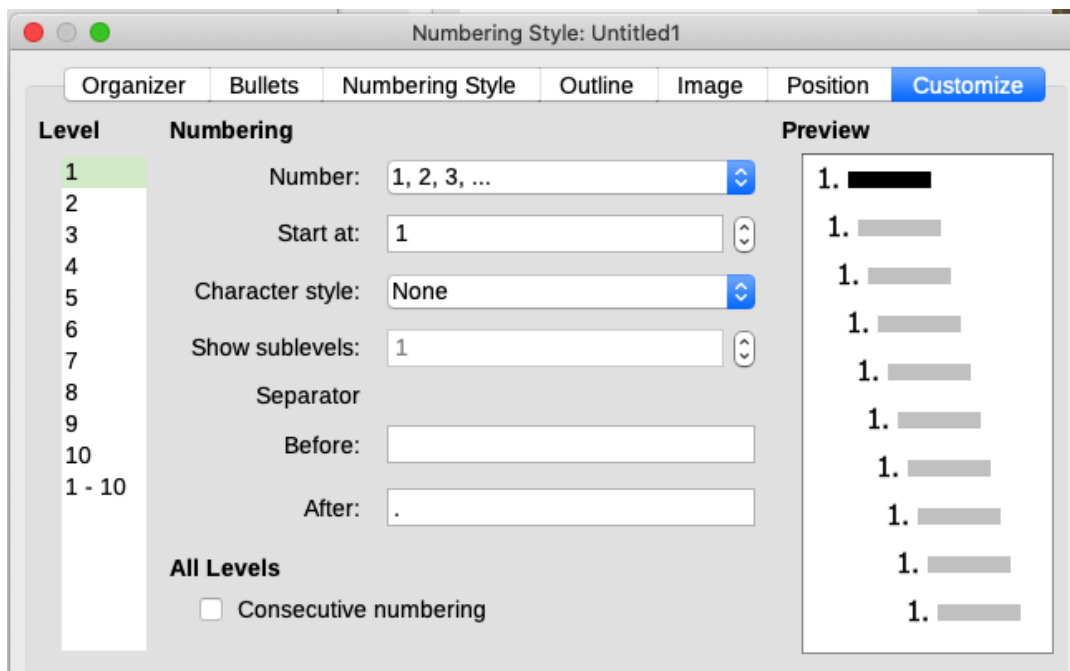 Numbering Style: Untitled1
Organizer Bullets Numbering Style Outline Image Position Customize
Level
1
2
3
4
5
6
7
8
9
10
1 - 10
Numbering
Number: 1, 2, 3, ...
Start at: 1
Character style: None
Show sublevels: 1
Separator
Before:
After: .
All Levels
Consecutive numbering
Preview
1.
1.
1.
1.
1.
1.
1.
1.
1.
1.